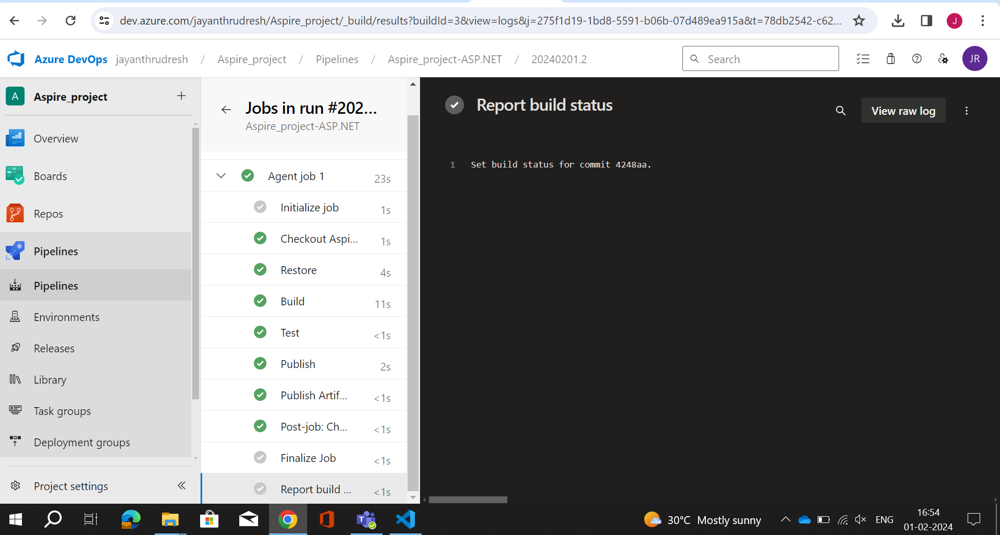 dev.azure.com/jayanthrudresh/Aspire_project/_build/results?buildId=3&view=logs&j=275f1d19-1bd8-5591-b06b-07d489ea915a&t=78db2542-c62...
J
Azure DevOps jayanthrudresh / Aspire_project / Pipelines / Aspire_project-ASP.NET / 20240201.2
Search
JR
A Aspire_project +
Overview
Boards
Repos
Pipelines
Pipelines
Environments
Releases
Library
Task groups
Deployment groups
Project settings
Jobs in run #202...
Aspire_project-ASP.NET
Agent job 1 23s
Initialize job 1s
Checkout Aspi... 1s
Restore 4s
Build 11s
Test <1s
Publish 2s
Publish Artif... <1s
Post-job: Ch... <1s
Finalize Job <1s
Report build ... <1s
Report build status
View raw log
1 Set build status for commit 4248aa.
30°C Mostly sunny
ENG
16:54
01-02-2024